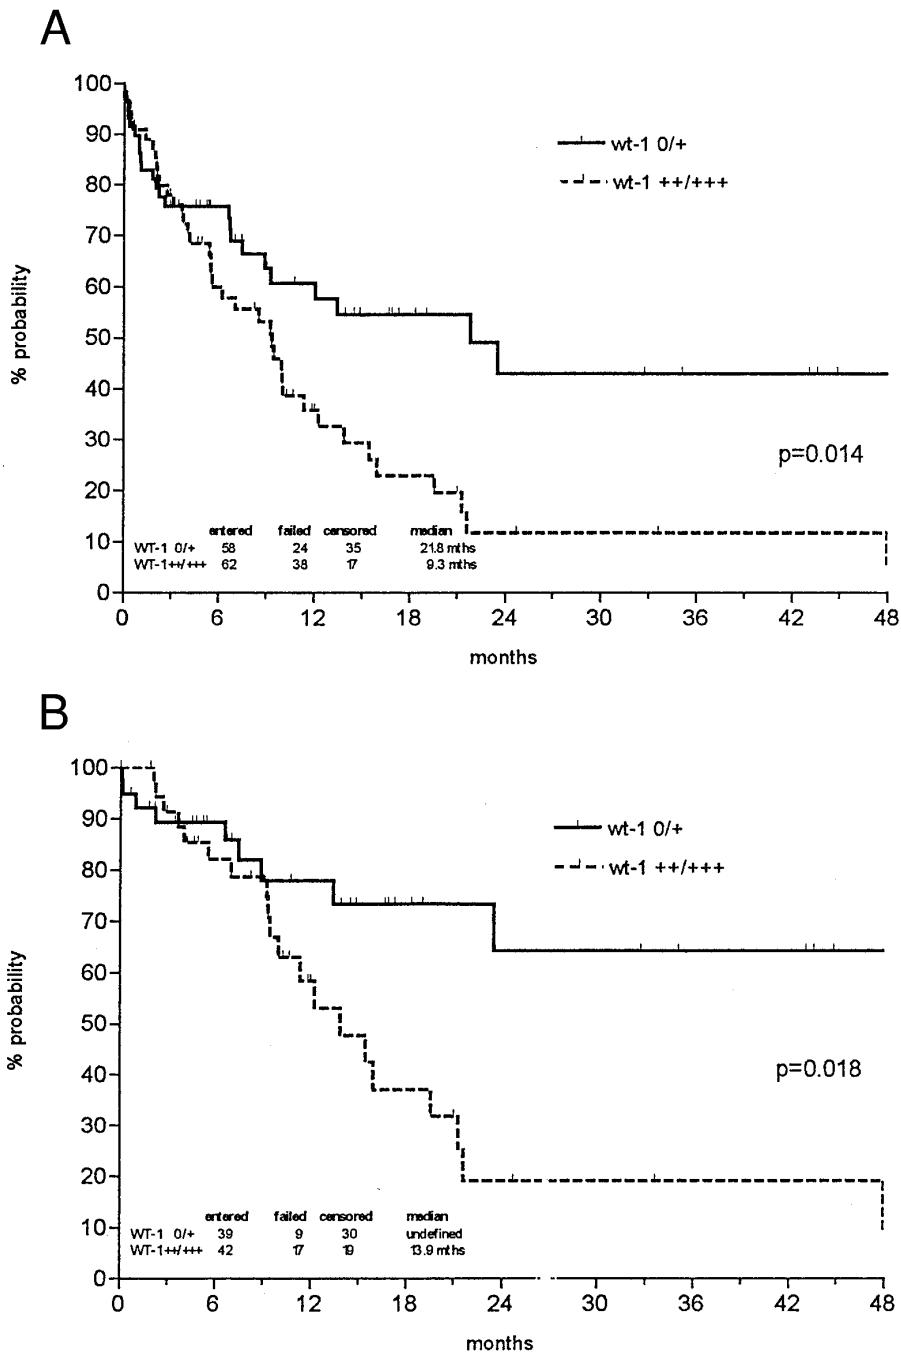 A
100
90
80
70
60
50
40
30
20
10
0
% probability
wt-1 0/+
wt-1 ++/+++
p=0.014
entered failed censored median
WT-1 0/+ 58 24 35 21.8 mths
WT-1++/+++ 62 38 17 9.3 mths
0 6 12 18 24 30 36 42 48
months
B
100
90
80
70
60
50
40
30
20
10
0
% probability
wt-1 0/+
wt-1 ++/+++
p=0.018
entered failed censored median
WT-1 0/+ 39 9 30 undefined
WT-1++/+++ 42 17 19 13.9 mths
0 6 12 18 24 30 36 42 48
months